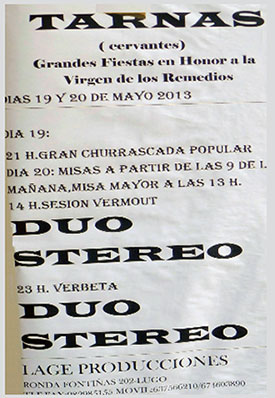 TARNAS
( cervantes)
Grandes Fiestas en Honor a la
Virgen de los Remedios
DIAS 19 Y 20 DE MAYO 2013
DIA 19:
21 H.GRAN CHURRASCADA POPULAR
DIA 20: MISAS A PARTIR DE LAS 9 DE L
MAÑANA,MISA MAYOR A LAS 13 H.
14 H.SESION VERMOUT
DUO
STEREO
23 H. VERBETA
DUO
STEREO
LAGE PRODUCCIONES
RONDA FONTIÑAS 202-LUGO